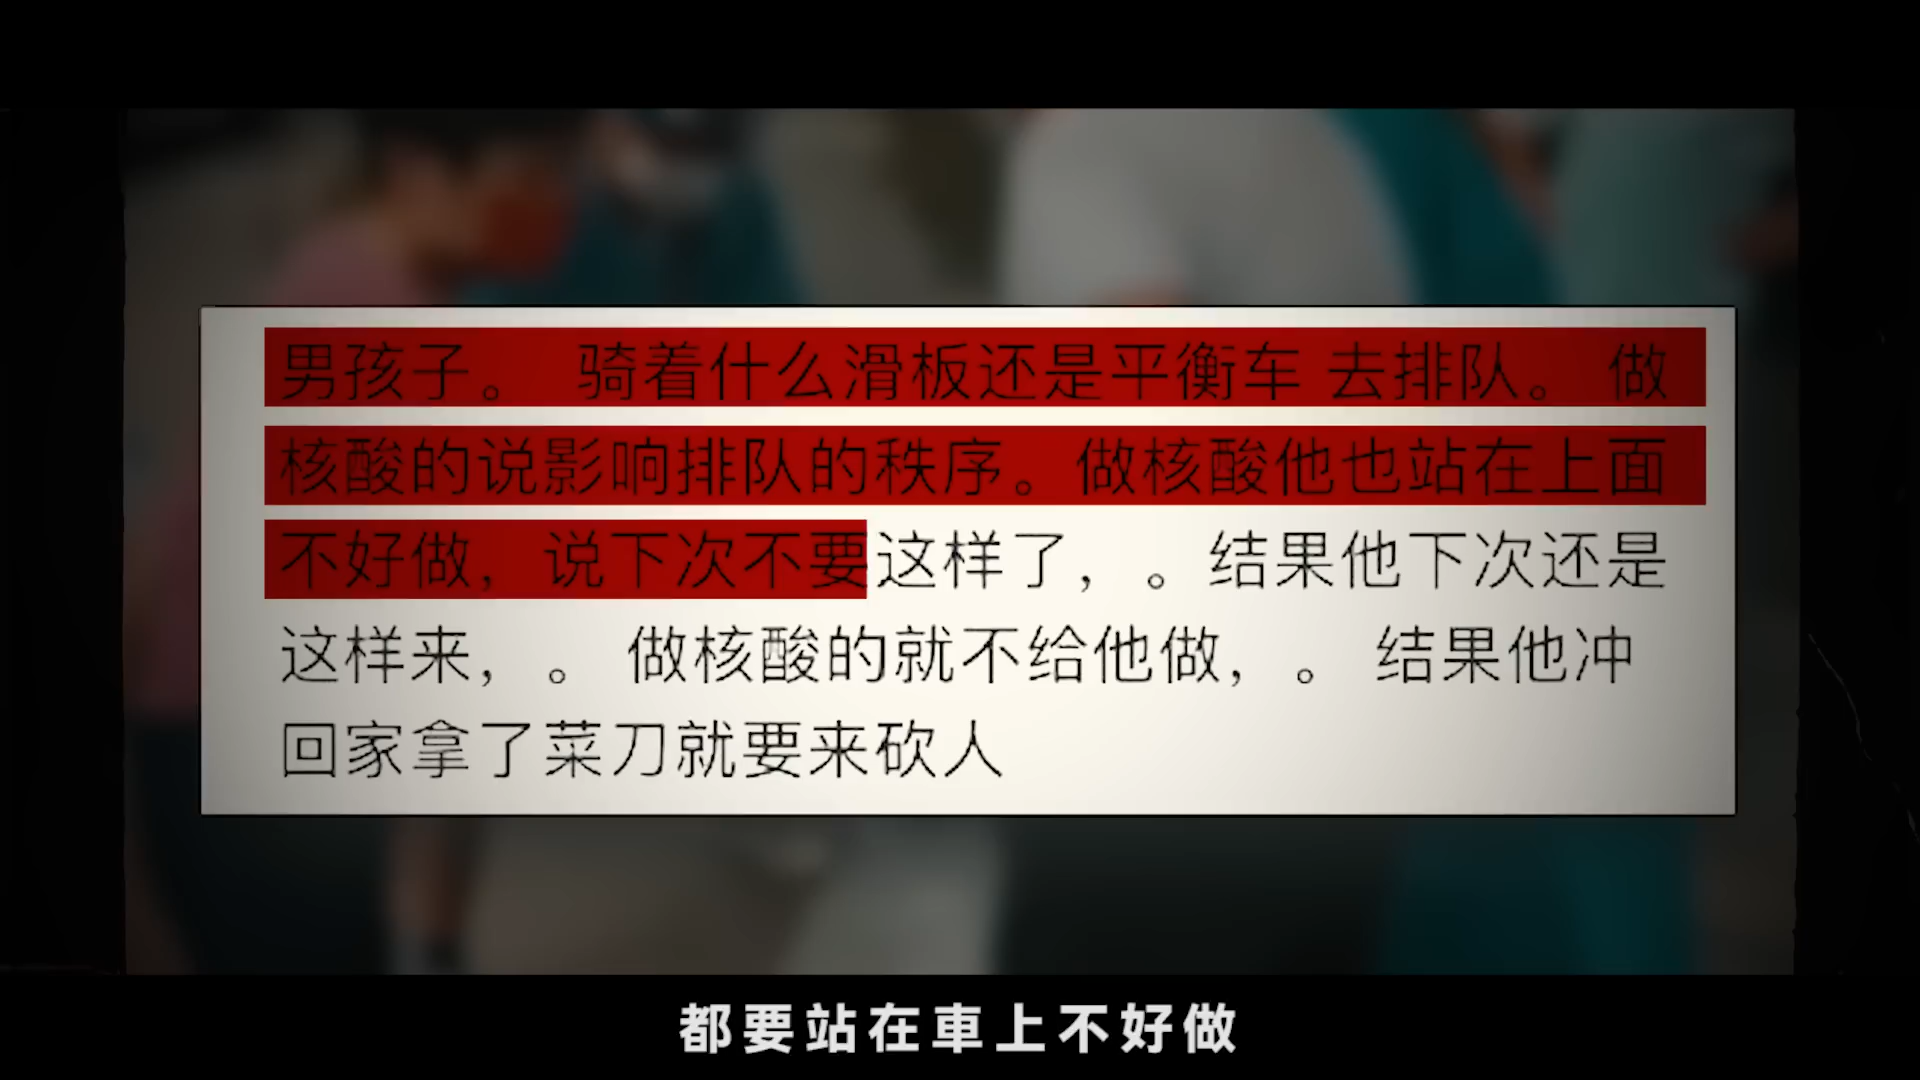 男孩子。 骑着什么滑板还是平衡车 去排队。 做
核酸的说影响排队的秩序。做核酸他也站在上面
不好做，说下次不要这样了，。结果他下次还是
这样来，。 做核酸的就不给他做，。 结果他冲
回家拿了菜刀就要来砍人
都要站在車上不好做